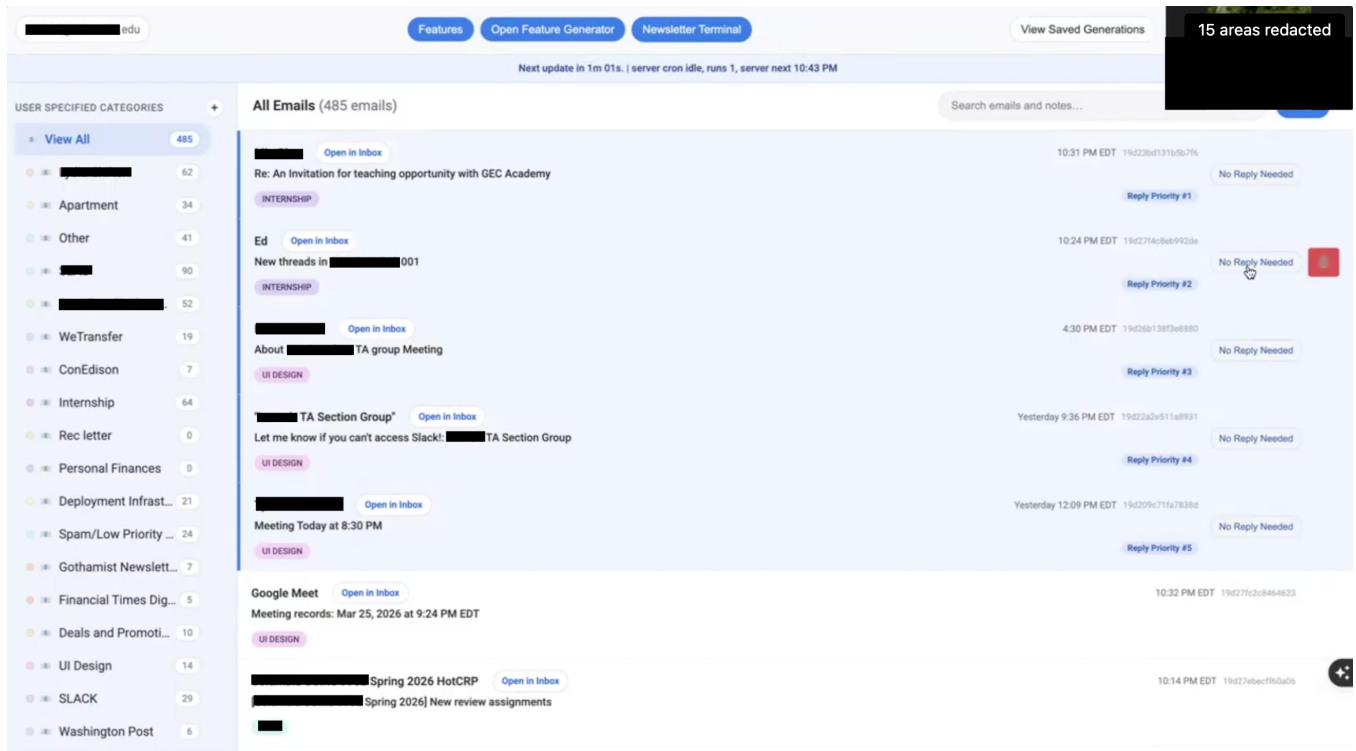 edu
Features
Open Feature Generator
Newsletter Terminal
View Saved Generations
15 areas redacted
Next update in 1m 01s. | server cron idle, runs 1, server next 10:43 PM
USER SPECIFIED CATEGORIES +
View All 485
62
Apartment 34
Other 41
90
52
WeTransfer 19
ConEdison 7
Internship 64
Rec letter 0
Personal Finances 0
Deployment Infrast... 21
Spam/Low Priority ... 24
Gothamist Newslett... 7
Financial Times Dig... 5
Deals and Promoti... 10
UI Design 14
SLACK 29
Washington Post 6
All Emails (485 emails)
Search emails and notes...
Open in Inbox 10:31 PM EDT
Re: An Invitation for teaching opportunity with GEC Academy
No Reply Needed
INTERNSHIP
Reply Priority #1
Ed Open in Inbox 10:24 PM EDT
New threads in 001
No Reply Needed
INTERNSHIP
Reply Priority #2
Open in Inbox 4:30 PM EDT
About TA group Meeting
No Reply Needed
UI DESIGN
Reply Priority #3
" TA Section Group" Open in Inbox Yesterday 9:36 PM EDT
Let me know if you can't access Slack!: TA Section Group
No Reply Needed
UI DESIGN
Reply Priority #4
Open in Inbox Yesterday 12:09 PM EDT
Meeting Today at 8:30 PM
No Reply Needed
UI DESIGN
Reply Priority #5
Google Meet Open in Inbox 10:32 PM EDT
Meeting records: Mar 25, 2026 at 9:24 PM EDT
UI DESIGN
Spring 2026 HotCRP Open in Inbox 10:14 PM EDT
[ Spring 2026] New review assignments